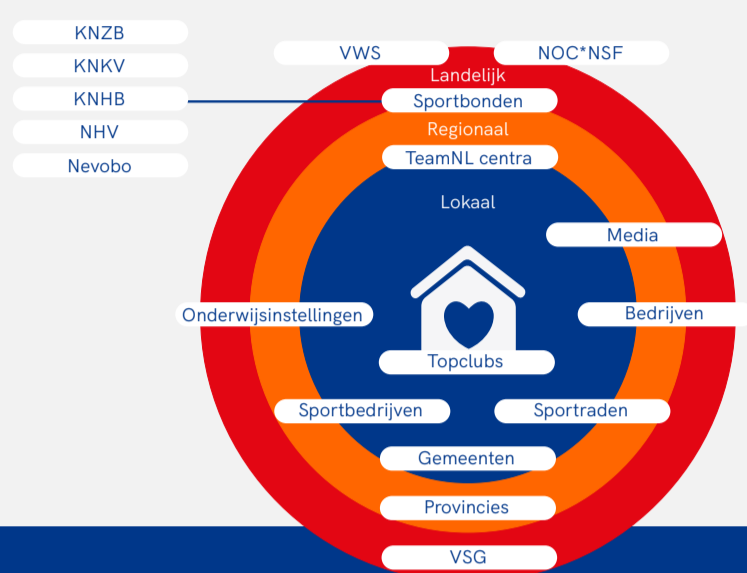 KNZB
KNKV
KNHB
NHV
Nevobo
VWS
NOC*NSF
Landelijk
Sportbonden
Regionaal
TeamNL centra
Lokaal
Media
Onderwijsinstellingen
Bedrijven
Topclubs
Sportbedrijven
Sportraden
Gemeenten
Provincies
VSG